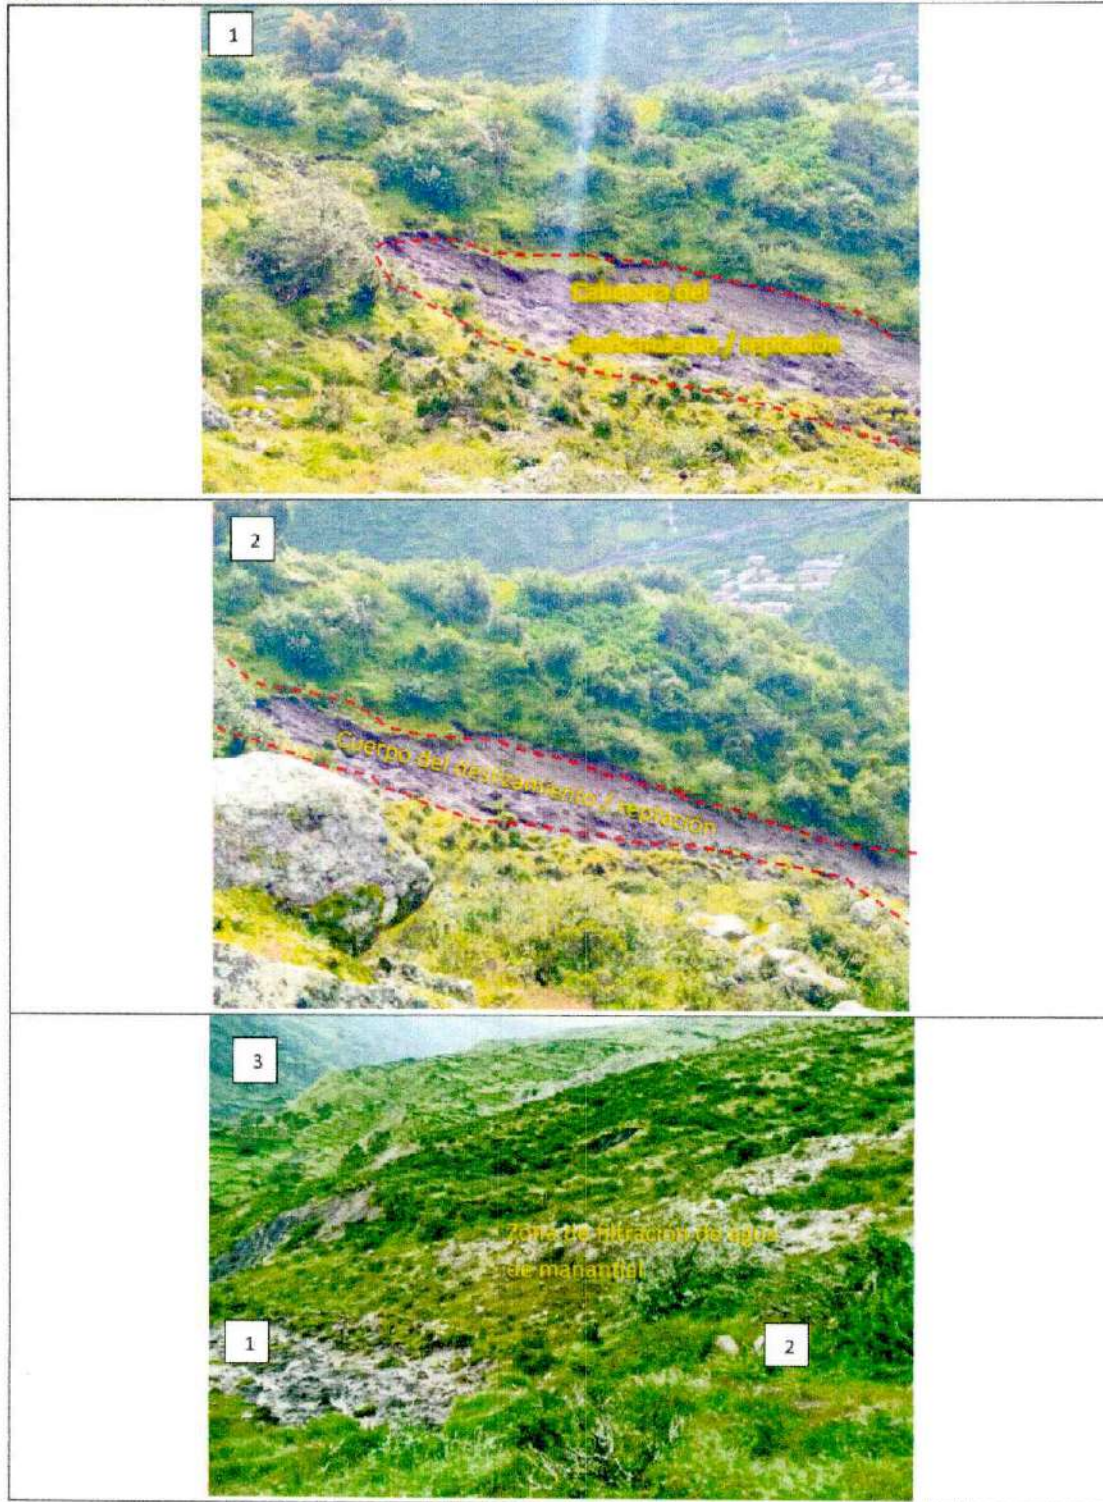 1
Cabecera del
deslizamiento / reptación
2
Cuerpo del deslizamiento / reptación
3
Zona de filtración de agua
de manantial
1
2